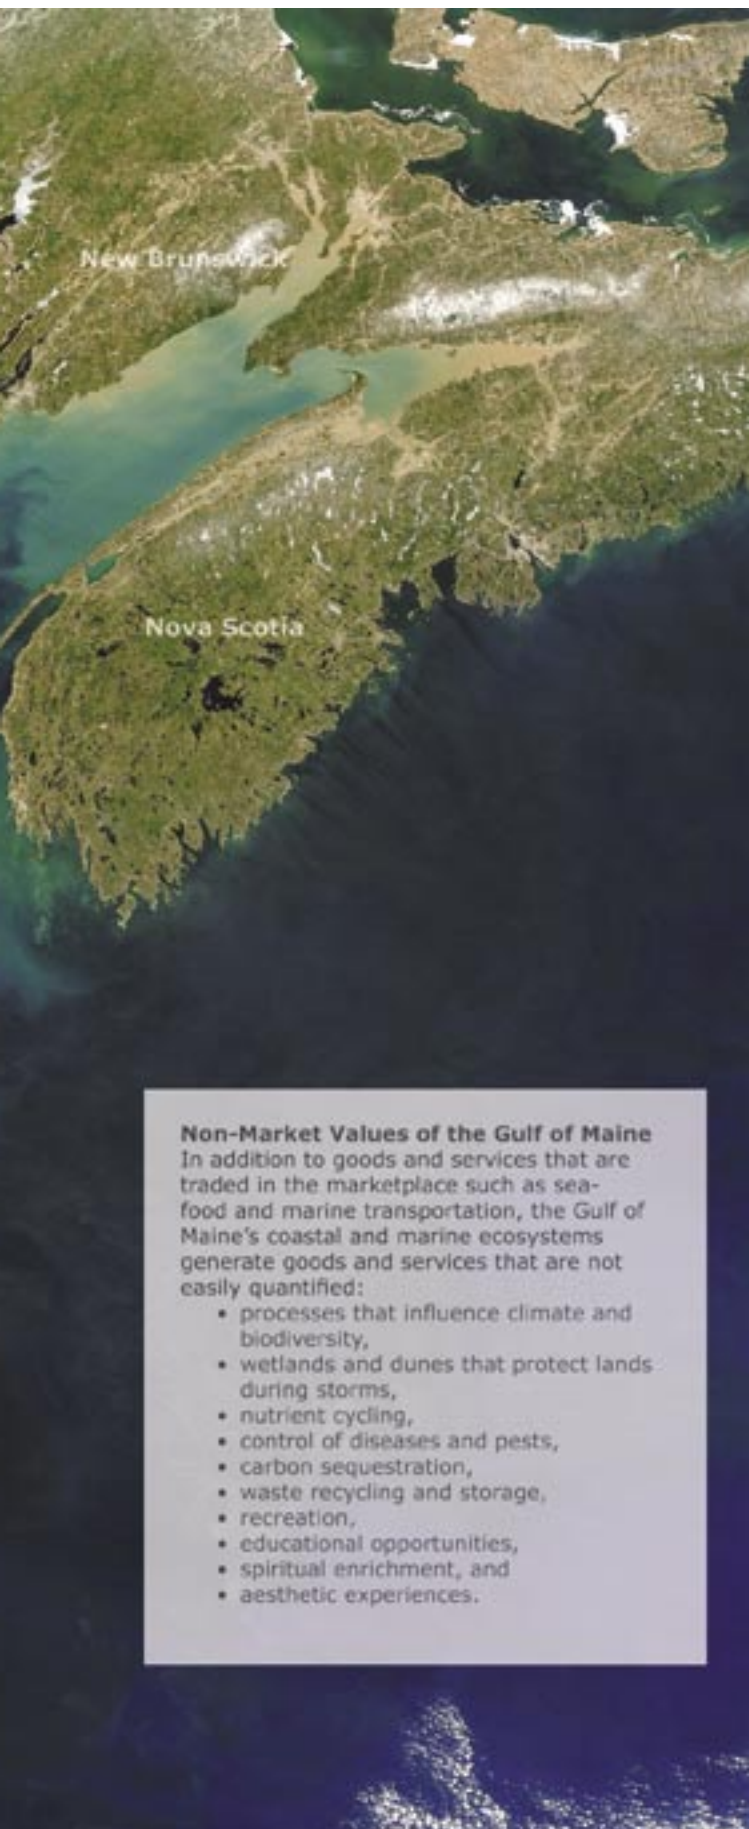 New Brunswick
Nova Scotia
Non-Market Values of the Gulf of Maine
In addition to goods and services that are
traded in the marketplace such as sea-
food and marine transportation, the Gulf of
Maine's coastal and marine ecosystems
generate goods and services that are not
easily quantified:
• processes that influence climate and
biodiversity,
• wetlands and dunes that protect lands
during storms,
• nutrient cycling,
• control of diseases and pests,
• carbon sequestration,
• waste recycling and storage,
• recreation,
• educational opportunities,
• spiritual enrichment, and
• aesthetic experiences.